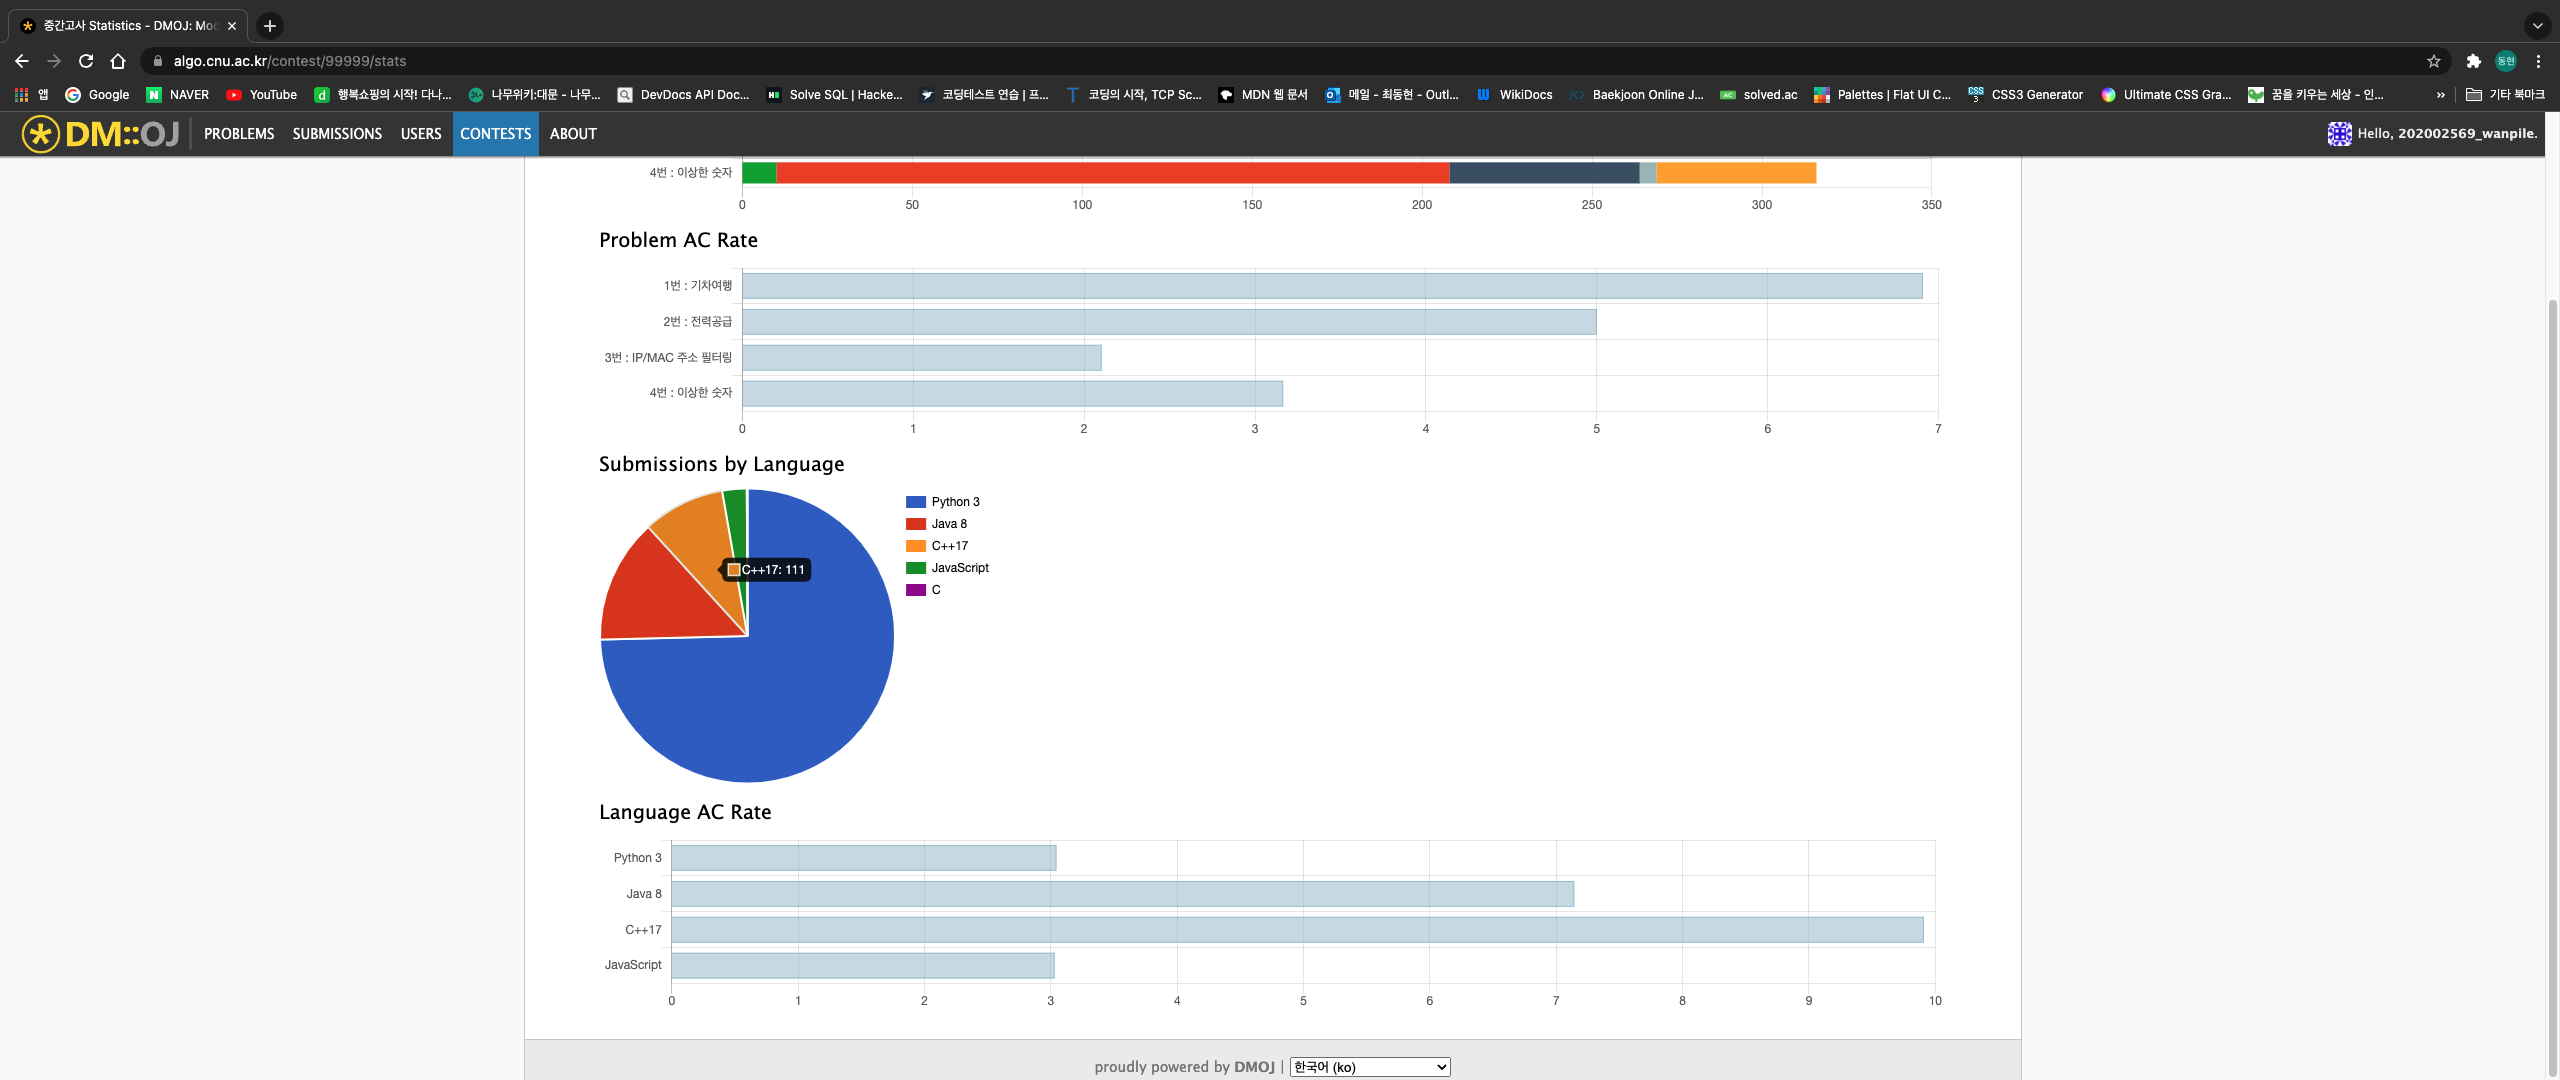 중간고사 Statistics - DMOJ: Mod
algo.cnu.ac.kr/contest/99999/stats
앱 Google NAVER YouTube 행복쇼핑의 시작! 다나... 나무위키:대문 - 나무... DevDocs API Doc... Solve SQL | Hacke... 코딩테스트 연습 | 프... 코딩의 시작, TCP Sc... MDN 웹 문서 메일 - 최동현 - Outl... WikiDocs Baekjoon Online J... solved.ac Palettes | Flat UI C... CSS3 Generator Ultimate CSS Gra... 꿈을 키우는 세상 - 인... » 기타 북마크
동현
DM::OJ PROBLEMS SUBMISSIONS USERS CONTESTS ABOUT Hello, 202002569_wanpile.
4번 : 이상한 숫자
0 50 100 150 200 250 300 350
Problem AC Rate
1번 : 기차여행
2번 : 전력공급
3번 : IP/MAC 주소 필터링
4번 : 이상한 숫자
0 1 2 3 4 5 6 7
Submissions by Language
Python 3
Java 8
C++17
JavaScript
C
C++17: 111
Language AC Rate
Python 3
Java 8
C++17
JavaScript
0 1 2 3 4 5 6 7 8 9 10
proudly powered by DMOJ | 한국어 (ko)